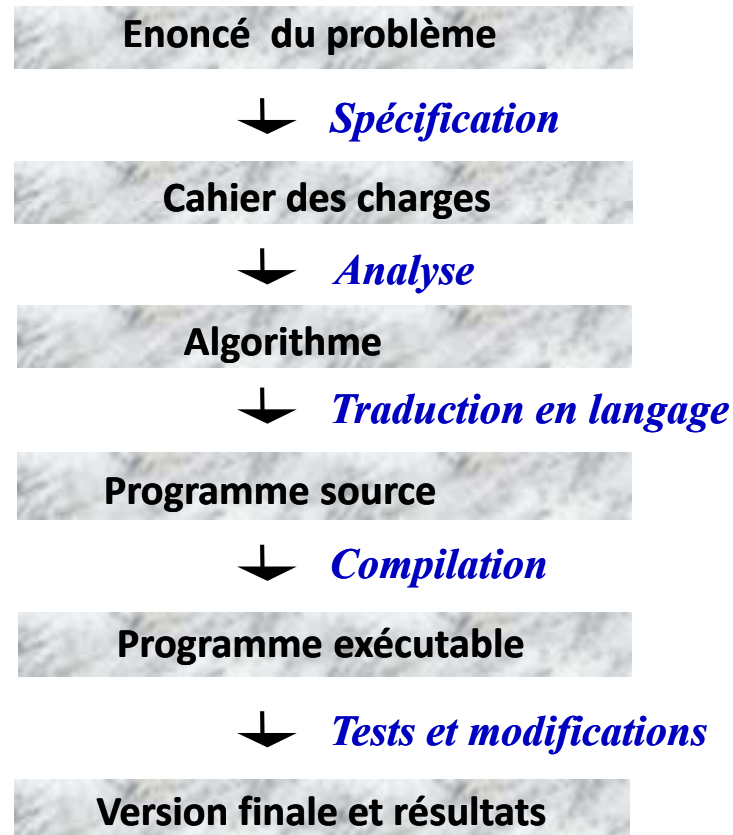 Enoncé du problème
Spécification
Cahier des charges
Analyse
Algorithme
Traduction en langage
Programme source
Compilation
Programme exécutable
Tests et modifications
Version finale et résultats